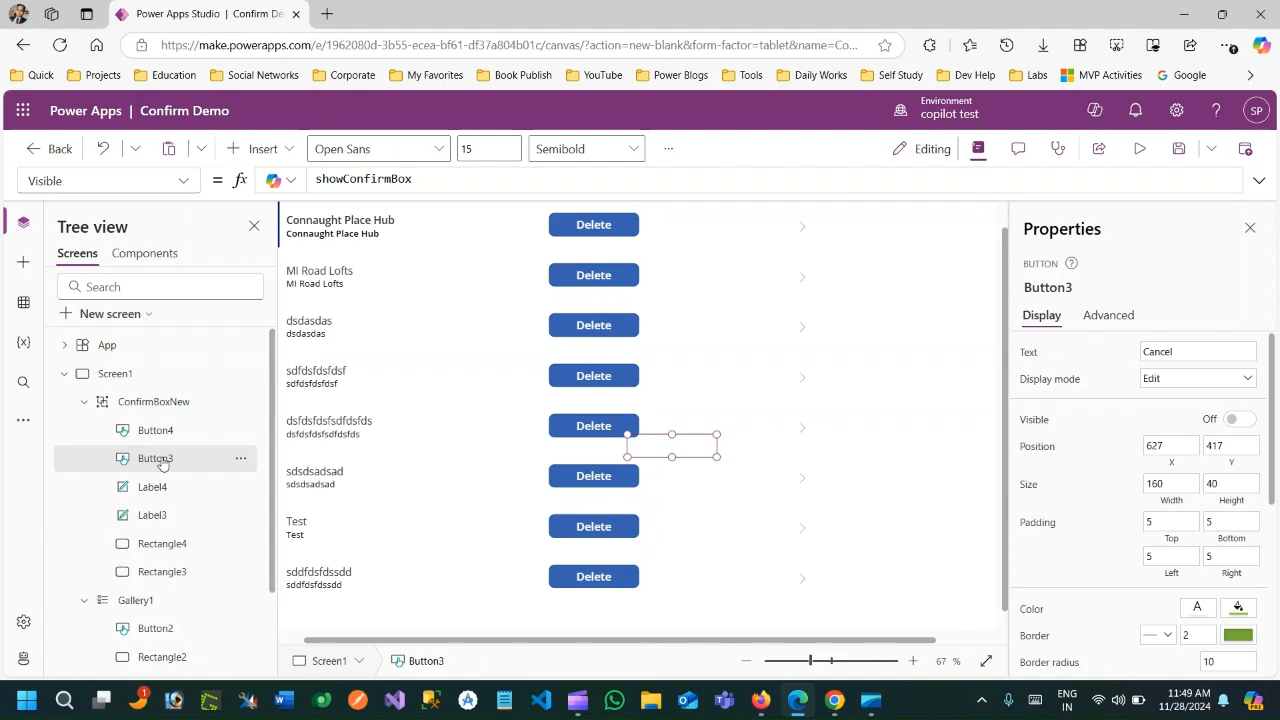 Power Apps Studio | Confirm Demo
https://make.powerapps.com/e/1962080d-3b55-ecea-bf61-df37a804b01c/canvas/?action=new-blank&form-factor=tablet&name=Co...
Quick
Projects
Education
Social Networks
Corporate
My Favorites
Book Publish
YouTube
Power Blogs
Tools
Daily Works
Self Study
Dev Help
Labs
MVP Activities
Google
Power Apps | Confirm Demo
Environment
copilot test
SP
Back
Insert
Open Sans
15
Semibold
...
Editing
Visible
= fx
showConfirmBox
Tree view
Screens
Components
Search
New screen
App
Screen1
ConfirmBoxNew
Button4
Button3
Label4
Label3
Rectangle4
Rectangle3
Gallery1
Button2
Rectangle2
Connaught Place Hub
Connaught Place Hub
Delete
MI Road Lofts
MI Road Lofts
Delete
dsdasdas
dsdasdas
Delete
sdfdsfdsfdsf
sdfdsfdsfdsf
Delete
dsfdsfdsfsdfdsfds
dsfdsfdsfsdfdsfds
Delete
sdsdsadsad
sdsdsadsad
Delete
Test
Test
Delete
sddfsfdssdd
Delete
Screen1
Button3
67 %
Properties
BUTTON
Button3
Display
Advanced
Text
Cancel
Display mode
Edit
Visible
Off
Position
627
417
X
Y
Size
160
40
Width
Height
Padding
5
5
Top
Bottom
5
5
Left
Right
Color
A
Border
2
Border radius
10
ENG
IN
11:49 AM
11/28/2024